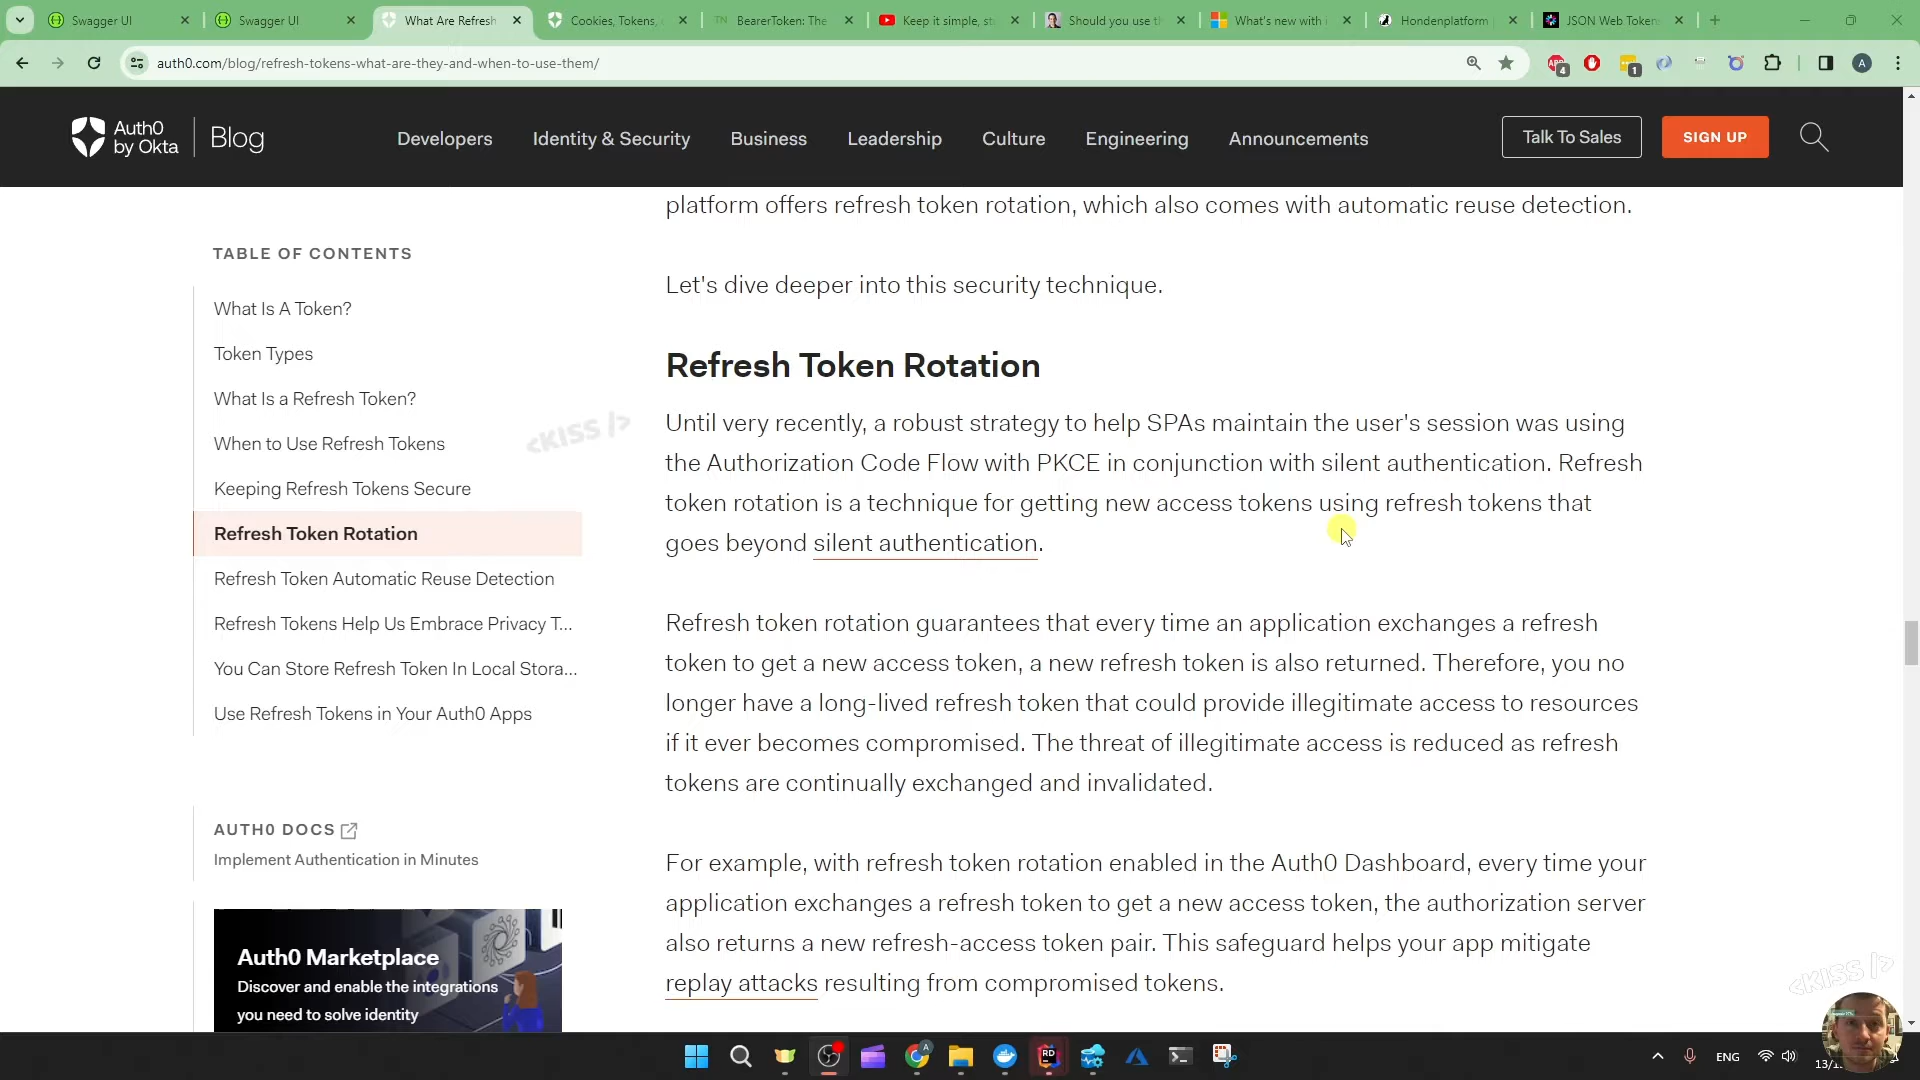 Swagger UI
Swagger UI
What Are Refresh
Cookies, Tokens,
BearerToken: The
Keep it simple, st
Should you use th
What's new with i
Hondenplatform
JSON Web Token
auth0.com/blog/refresh-tokens-what-are-they-and-when-to-use-them/
4
1
A
Auth0
by Okta
Blog
Developers
Identity & Security
Business
Leadership
Culture
Engineering
Announcements
Talk To Sales
SIGN UP
platform offers refresh token rotation, which also comes with automatic reuse detection.
TABLE OF CONTENTS
What Is A Token?
Token Types
What Is a Refresh Token?
When to Use Refresh Tokens
Keeping Refresh Tokens Secure
Refresh Token Rotation
Refresh Token Automatic Reuse Detection
Refresh Tokens Help Us Embrace Privacy T...
You Can Store Refresh Token In Local Stora...
Use Refresh Tokens in Your Auth0 Apps
AUTH0 DOCS
Implement Authentication in Minutes
Auth0 Marketplace
Discover and enable the integrations
you need to solve identity
<KISS />
Let's dive deeper into this security technique.
Refresh Token Rotation
Until very recently, a robust strategy to help SPAs maintain the user's session was using
the Authorization Code Flow with PKCE in conjunction with silent authentication. Refresh
token rotation is a technique for getting new access tokens using refresh tokens that
goes beyond silent authentication.
Refresh token rotation guarantees that every time an application exchanges a refresh
token to get a new access token, a new refresh token is also returned. Therefore, you no
longer have a long-lived refresh token that could provide illegitimate access to resources
if it ever becomes compromised. The threat of illegitimate access is reduced as refresh
tokens are continually exchanged and invalidated.
For example, with refresh token rotation enabled in the Auth0 Dashboard, every time your
application exchanges a refresh token to get a new access token, the authorization server
also returns a new refresh-access token pair. This safeguard helps your app mitigate
replay attacks resulting from compromised tokens.
<KISS />
A
RD
ENG